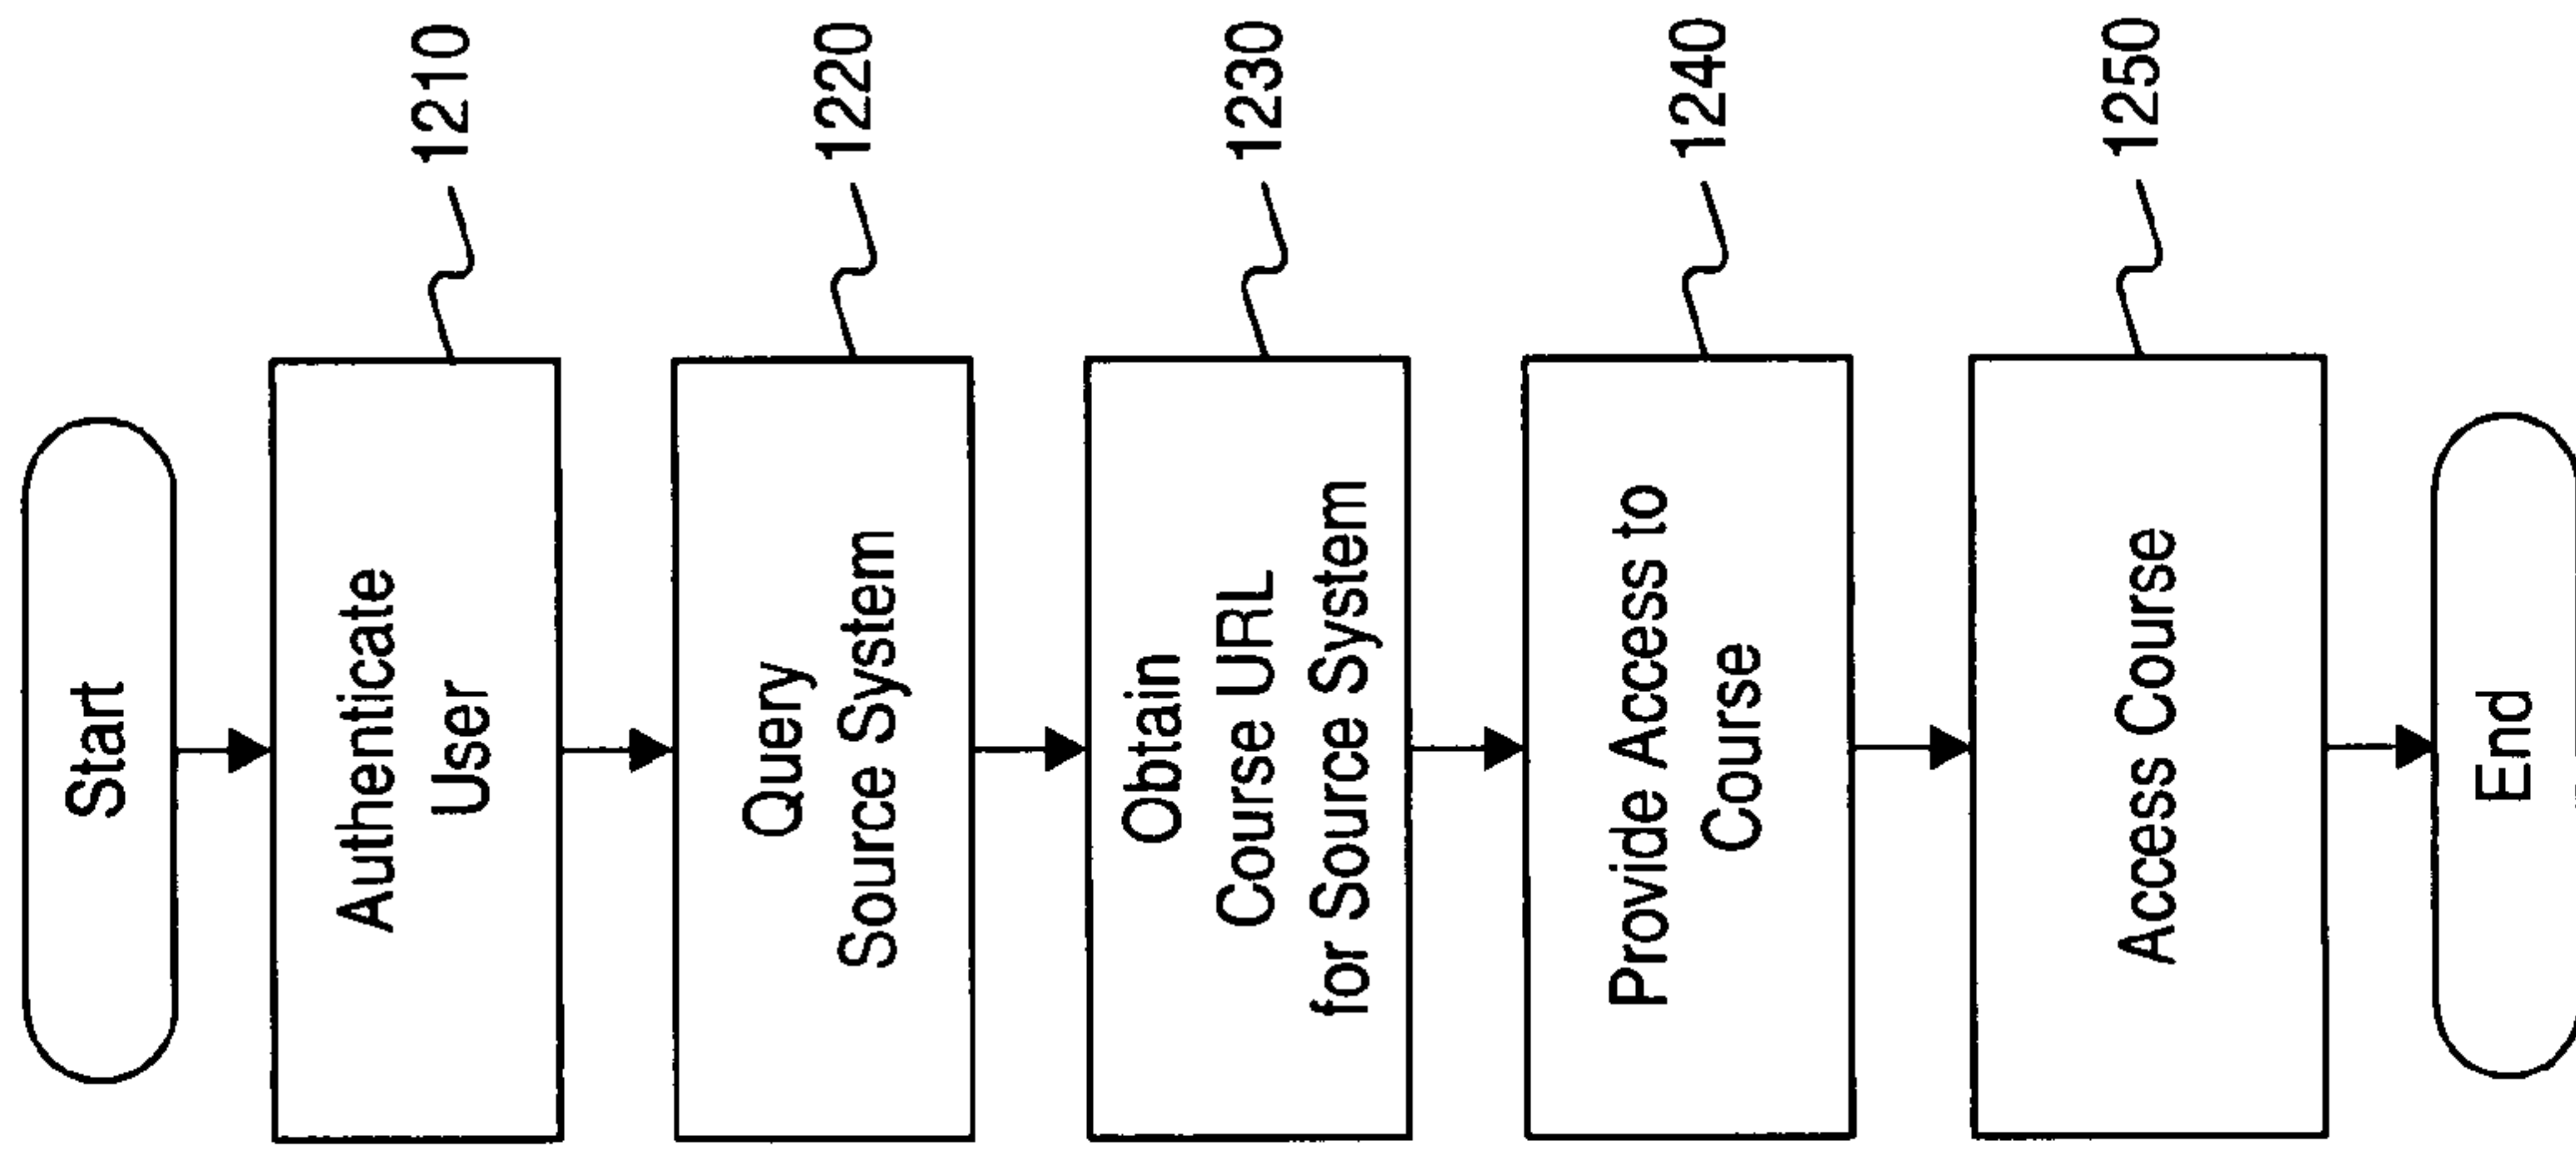 Start
Authenticate
User
1210
Query
Source System
1220
Obtain
Course URL
for Source System
1230
Provide Access to
Course
1240
Access Course
1250
End